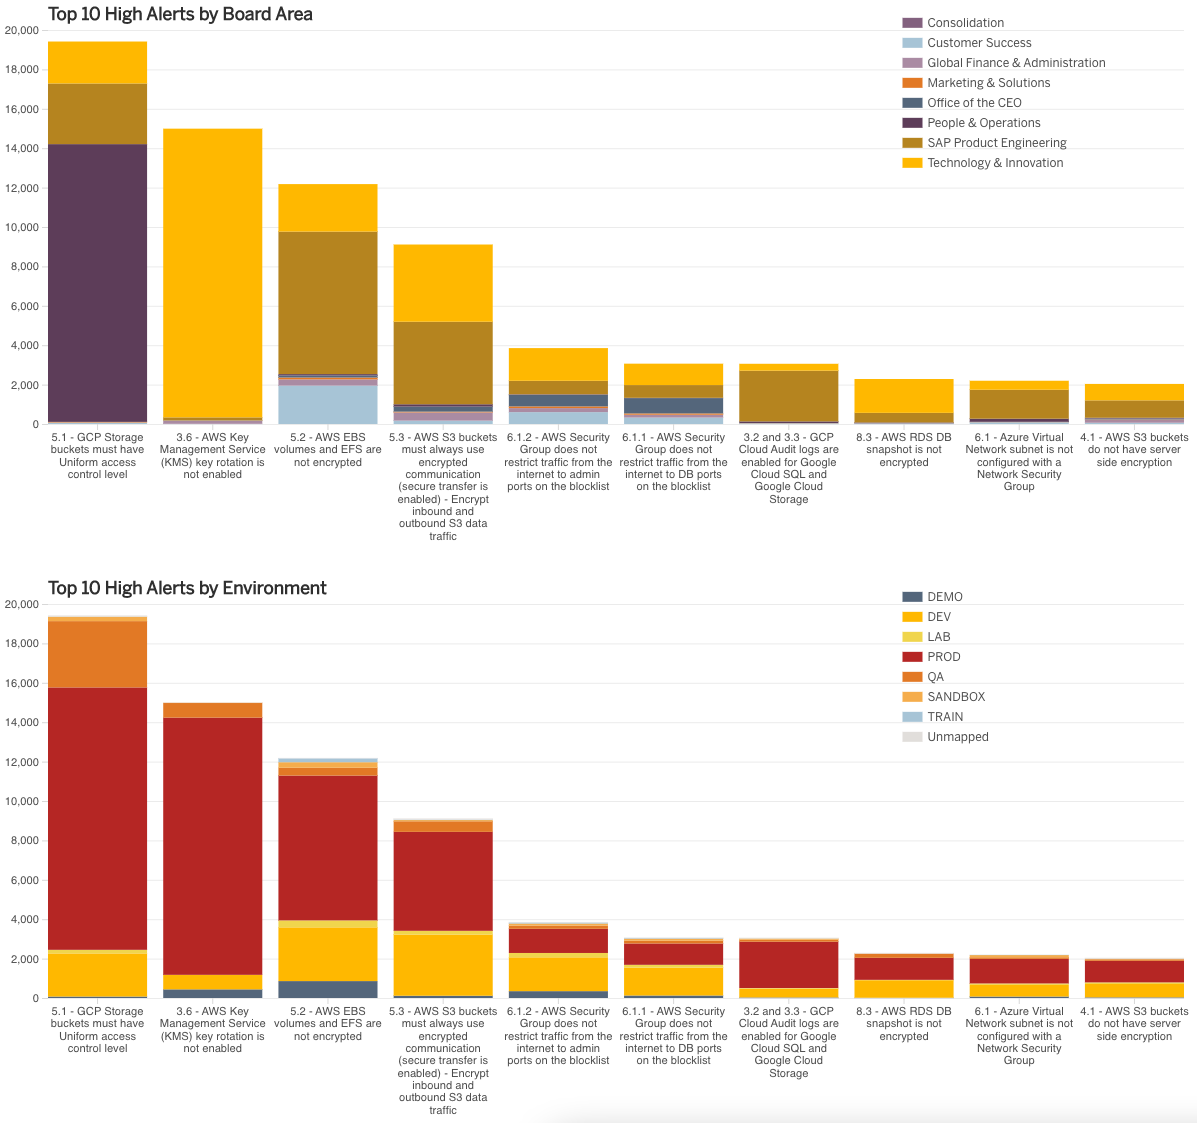 Top 10 High Alerts by Board Area
Consolidation
Customer Success
Global Finance & Administration
Marketing & Solutions
Office of the CEO
People & Operations
SAP Product Engineering
Technology & Innovation
20,000
18,000
16,000
14,000
12,000
10,000
8,000
6,000
4,000
2,000
0
5.1 - GCP Storage
buckets must have
Uniform access
control level
3.6 - AWS Key
Management Service
(KMS) key rotation is
not enabled
5.2 - AWS EBS
volumes and EFS are
not encrypted
5.3 - AWS S3 buckets
must always use
encrypted
communication
(secure transfer is
enabled) - Encrypt
inbound and
outbound S3 data
traffic
6.1.2 - AWS Security
Group does not
restrict traffic from the
internet to admin
ports on the blocklist
6.1.1 - AWS Security
Group does not
restrict traffic from the
internet to DB ports
on the blocklist
3.2 and 3.3 - GCP
Cloud Audit logs are
enabled for Google
Cloud SQL and
Google Cloud
Storage
8.3 - AWS RDS DB
snapshot is not
encrypted
6.1 - Azure Virtual
Network subnet is not
configured with a
Network Security
Group
4.1 - AWS S3 buckets
do not have server
side encryption
Top 10 High Alerts by Environment
DEMO
DEV
LAB
PROD
QA
SANDBOX
TRAIN
Unmapped
20,000
18,000
16,000
14,000
12,000
10,000
8,000
6,000
4,000
2,000
0
5.1 - GCP Storage
buckets must have
Uniform access
control level
3.6 - AWS Key
Management Service
(KMS) key rotation is
not enabled
5.2 - AWS EBS
volumes and EFS are
not encrypted
5.3 - AWS S3 buckets
must always use
encrypted
communication
(secure transfer is
enabled) - Encrypt
inbound and
outbound S3 data
traffic
6.1.2 - AWS Security
Group does not
restrict traffic from the
internet to admin
ports on the blocklist
6.1.1 - AWS Security
Group does not
restrict traffic from the
internet to DB ports
on the blocklist
3.2 and 3.3 - GCP
Cloud Audit logs are
enabled for Google
Cloud SQL and
Google Cloud
Storage
8.3 - AWS RDS DB
snapshot is not
encrypted
6.1 - Azure Virtual
Network subnet is not
configured with a
Network Security
Group
4.1 - AWS S3 buckets
do not have server
side encryption